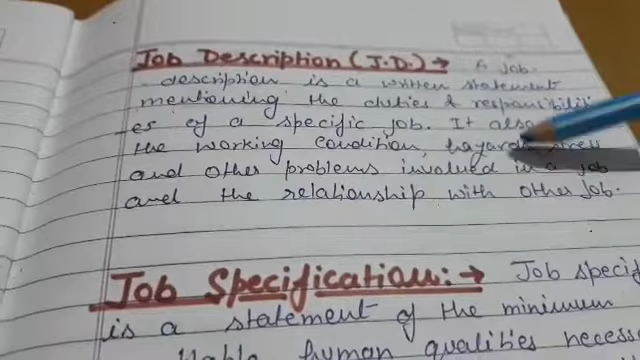 Job Description (J.D.) → A Job
description is a written statement
mentioning the duties & responsibiliti
es of a specific job. It also
the working condition, hazards, stress
and other problems involved in a job
and the relationship with other Job.
Job Specification:- → Job specif
is a statement of the minimum
human qualities necess